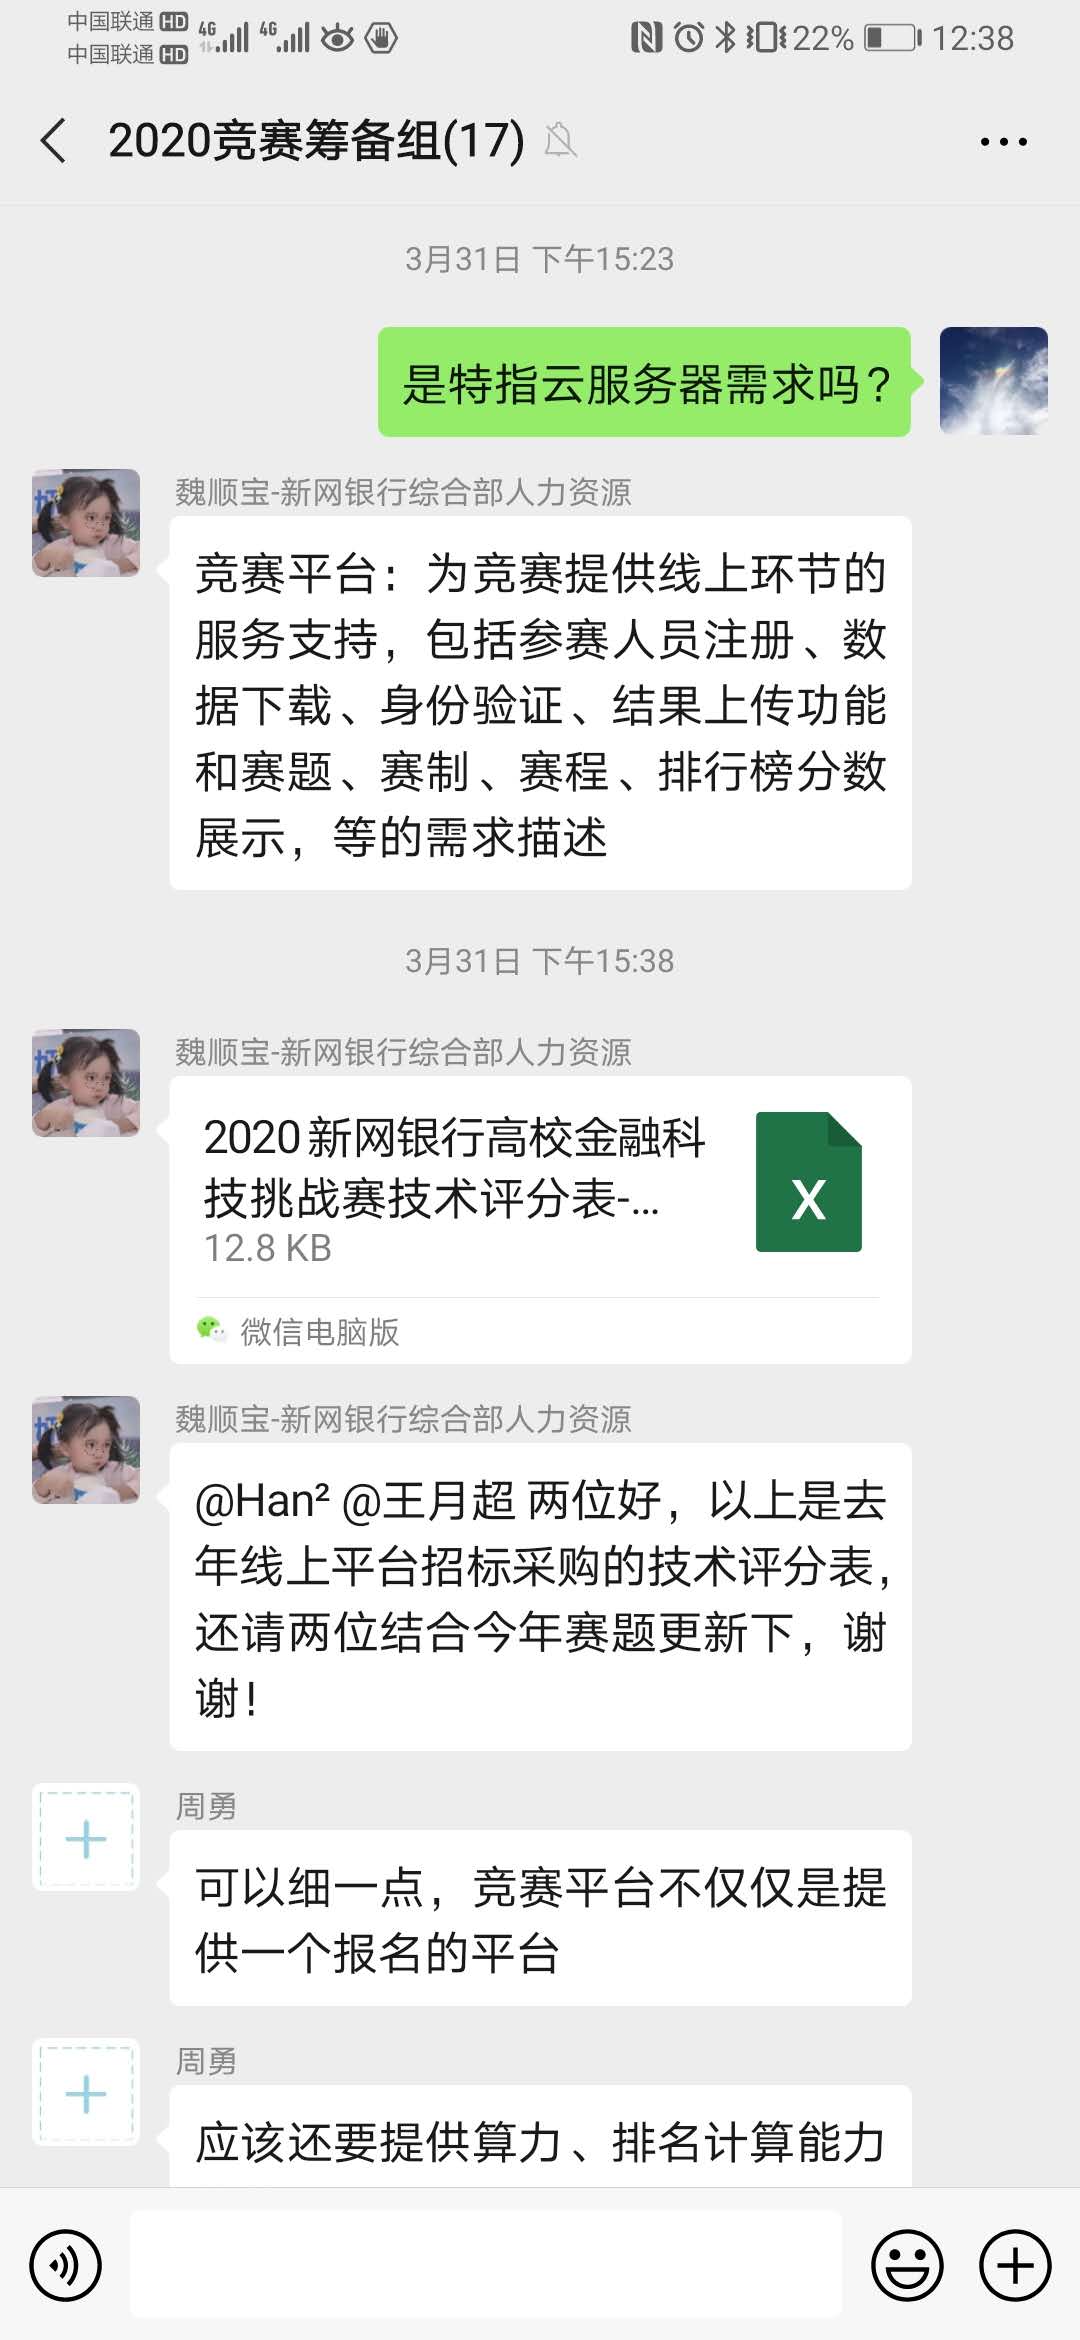 中国联通 HD 4G 4G 22% 12:38
中国联通 HD
2020竞赛筹备组(17)
3月31日 下午15:23
是特指云服务器需求吗?
魏顺宝-新网银行综合部人力资源
竞赛平台：为竞赛提供线上环节的
服务支持，包括参赛人员注册、数
据下载、身份验证、结果上传功能
和赛题、赛制、赛程、排行榜分数
展示，等的需求描述
3月31日 下午15:38
魏顺宝-新网银行综合部人力资源
2020新网银行高校金融科
技挑战赛技术评分表-...
12.8 KB
X
微信电脑版
魏顺宝-新网银行综合部人力资源
@Han² @王月超 两位好，以上是去
年线上平台招标采购的技术评分表，
还请两位结合今年赛题更新下，谢
谢！
周勇
可以细一点，竞赛平台不仅仅是提
供一个报名的平台
周勇
应该还要提供算力、排名计算能力